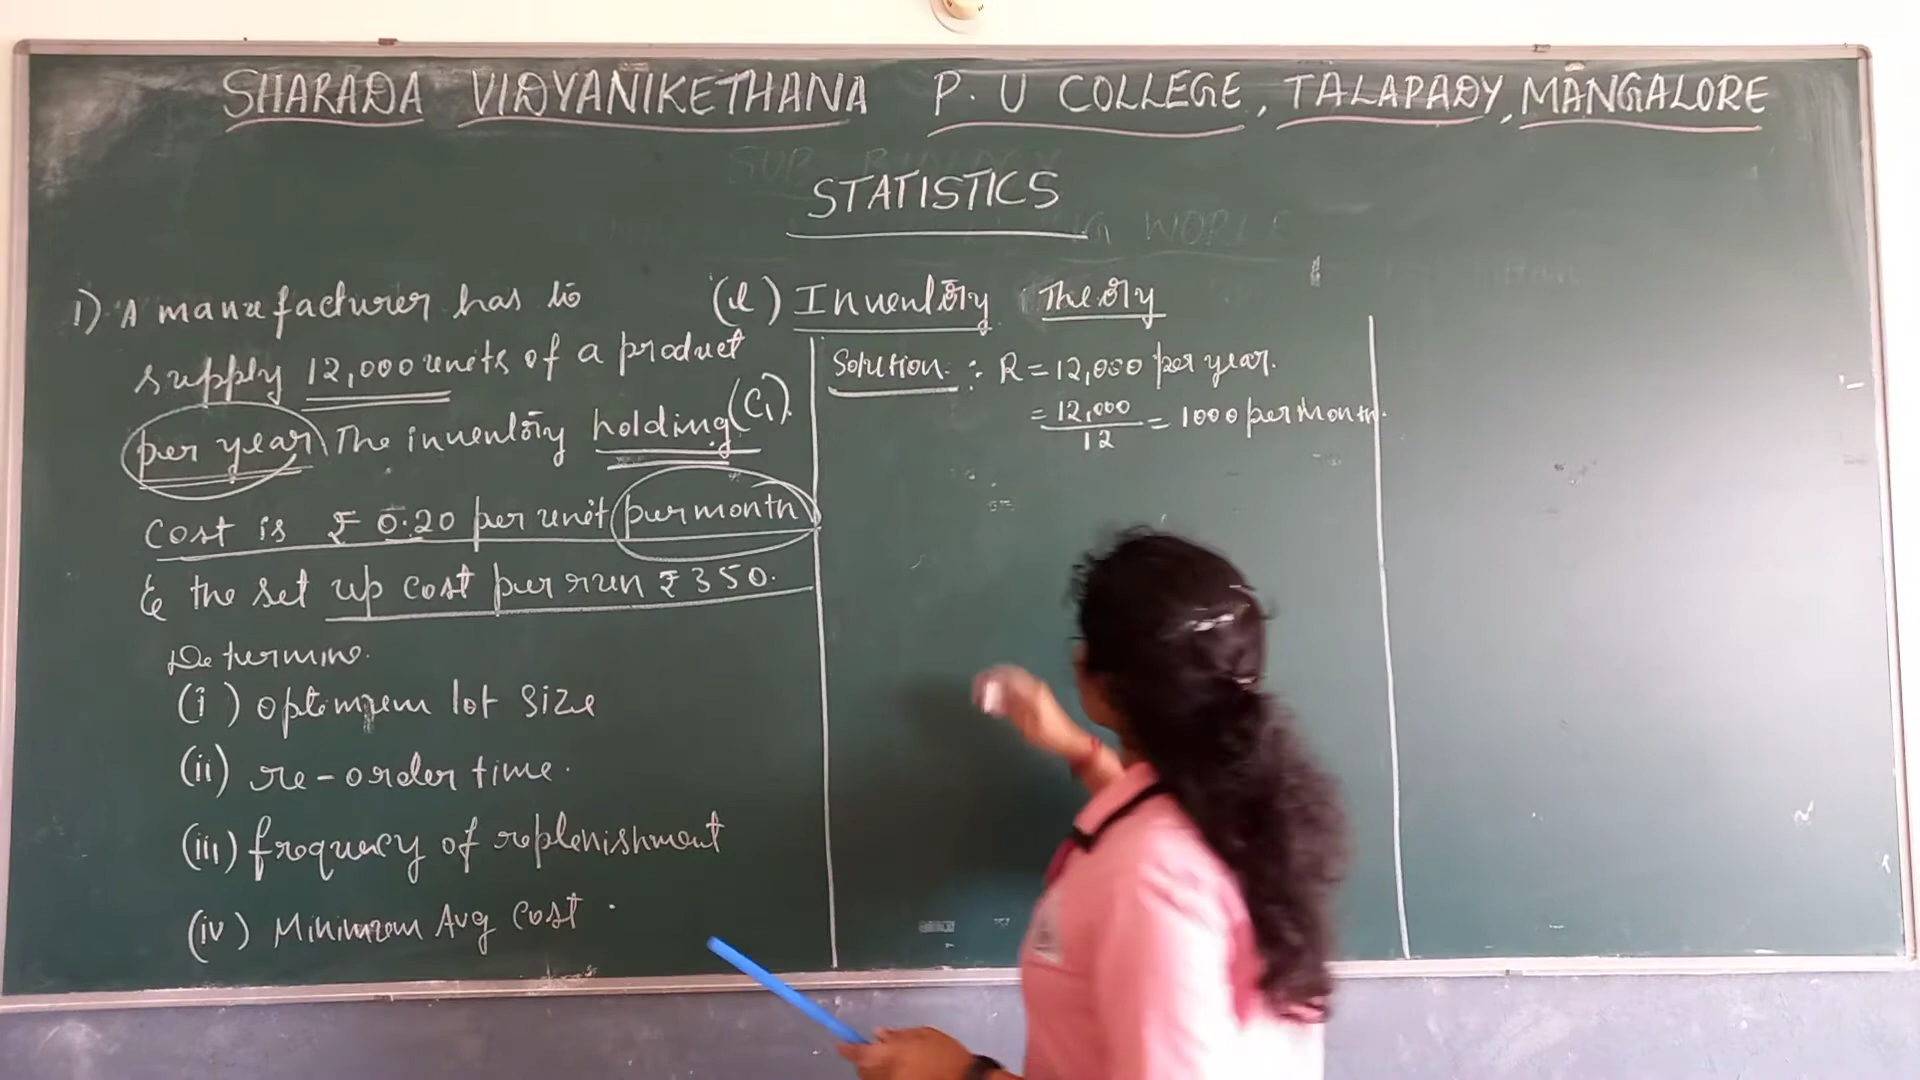 SHARADA VIDYANIKETHANA P. U COLLEGE, TALAPADY, MANGALORE
STATISTICS
(d) Inventory Theory
1) A manufacturer has to
supply 12,000 units of a product
per year. The inventory holding (C₁).
cost is ₹ 0.20 per unit per month
& the set up cost per run ₹ 350.
Determine.
(i) optimum lot size
(ii) re-order time.
(iii) frequency of replenishment
(iv) Minimum Avg cost.
Solution : R = 12,000 per year.
= 12,000 / 12 = 1000 per month.